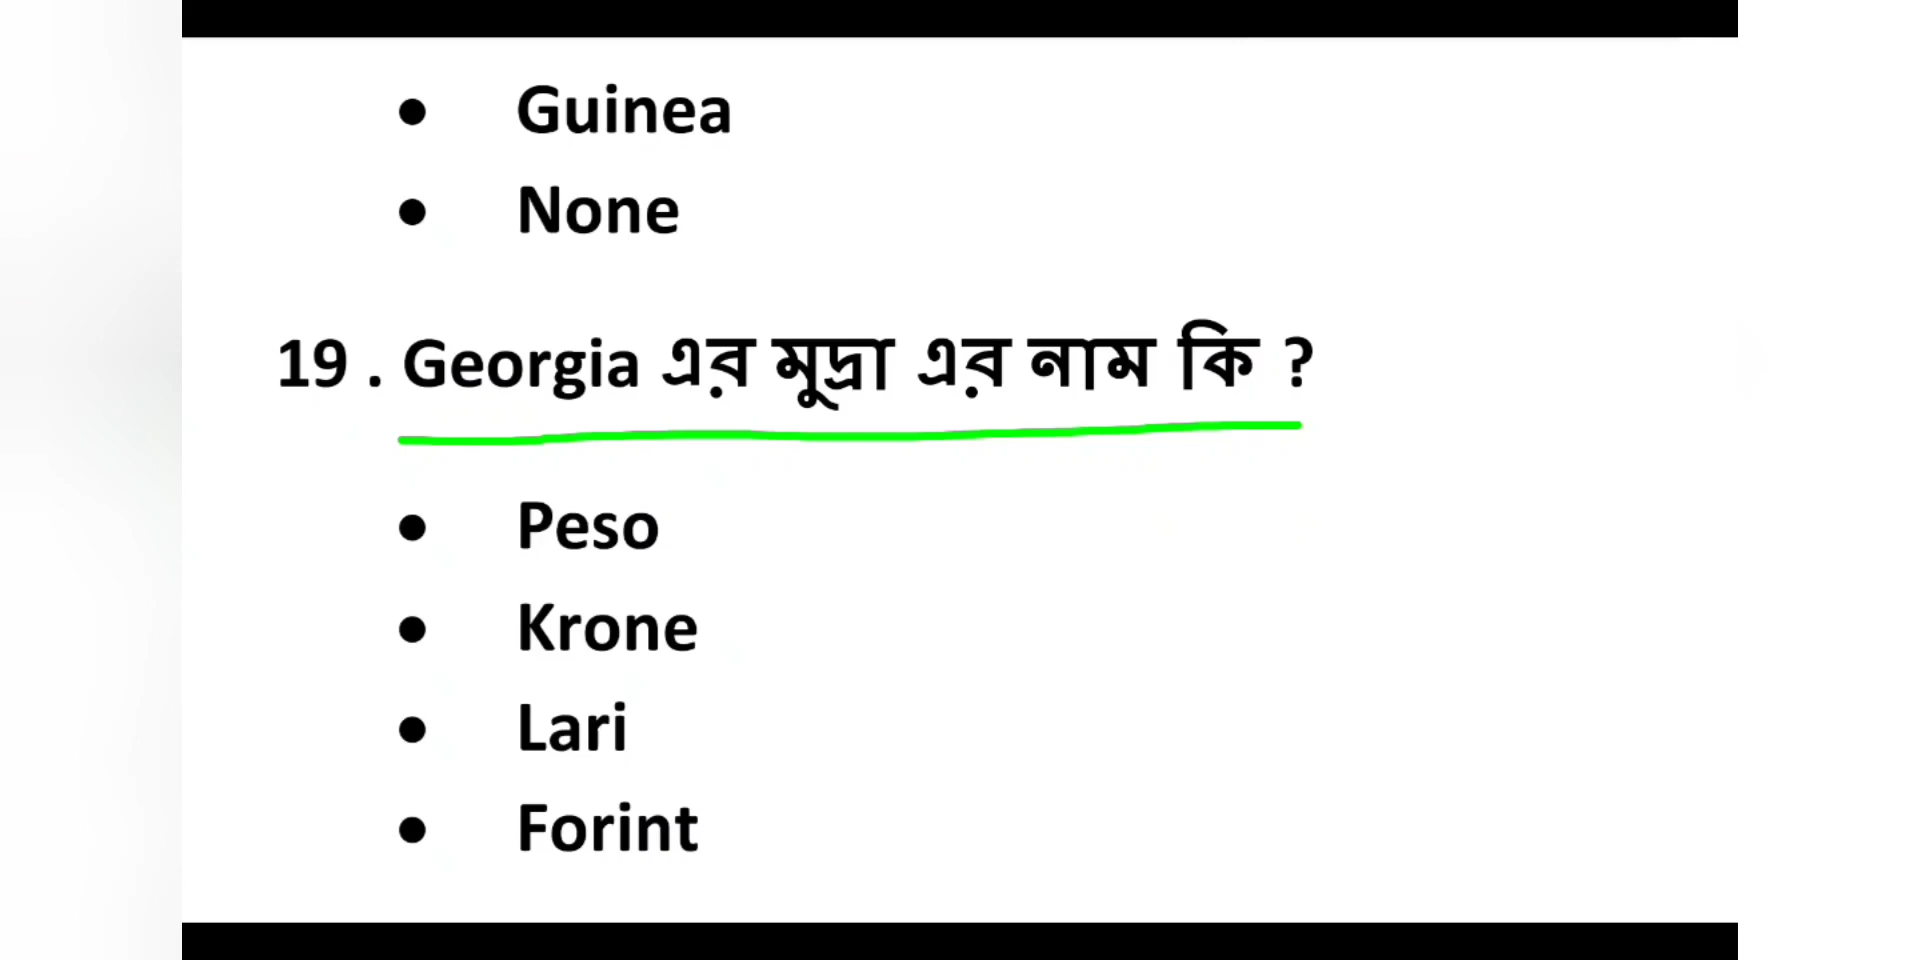 • Guinea
• None
19 . Georgia এর মুদ্রা এর নাম কি ?
• Peso
• Krone
• Lari
• Forint